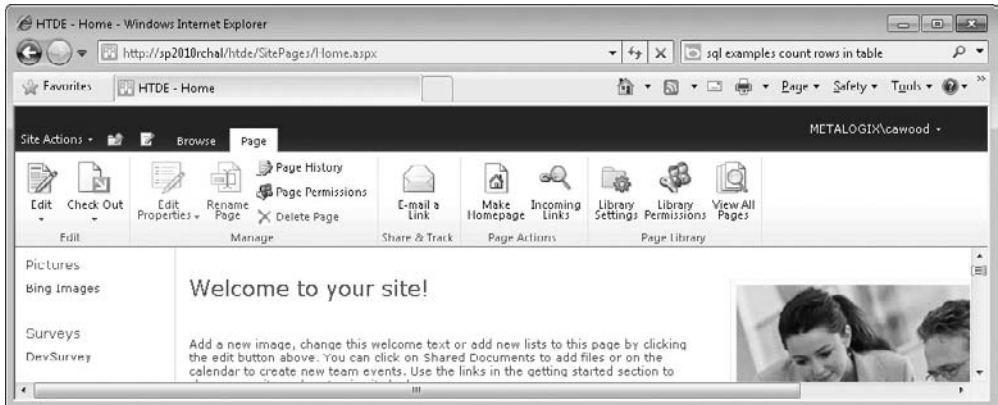 HTDE - Home - Windows Internet Explorer
http://sp2010rchal/htde/SitePages/Home.aspx
sql examples count rows in table
Favorites
HTDE - Home
Page
Safety
Tools
METALOGIX\cawood
Site Actions
Browse
Page
Edit
Check Out
Edit
Properties
Rename
Page
Page History
Page Permissions
Delete Page
E-mail a
Link
Make
Homepage
Incoming
Links
Library
Settings
Library
Permissions
View All
Pages
Edit
Manage
Share & Track
Page Actions
Page Library
Pictures
Bing Images
Surveys
DevSurvey
Welcome to your site!
Add a new image, change this welcome text or add new lists to this page by clicking
the edit button above. You can click on Shared Documents to add files or on the
calendar to create new team events. Use the links in the getting started section to